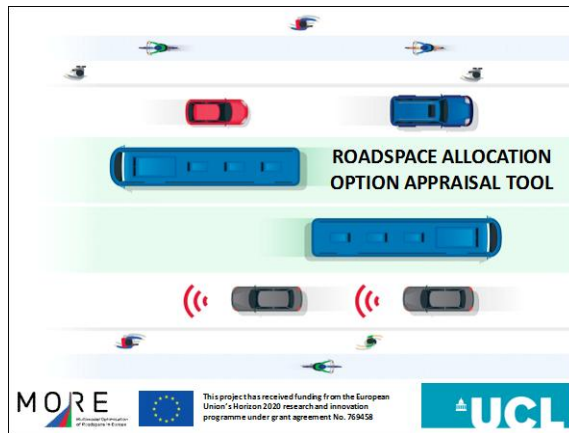 ROADSPACE ALLOCATION
OPTION APPRAISAL TOOL
MORE
Multimodal Optimisation
of Roadspace in Europe
This project has received funding from the European
Union's Horizon 2020 research and innovation
programme under grant agreement No. 769458
UCL